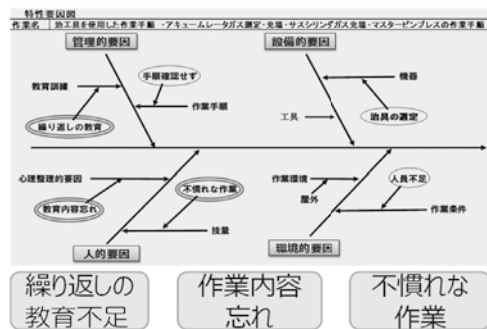 特性要因図
作業名 治工具を使用した作業手順 ・アキュームレータガス測定・充填・サスシリンダガス充填・マスターピンプレスの作業手順
管理的要因
設備的要因
教育訓練
手順確認せず
作業手順
繰り返しの教育
機器
工具
治具の選定
心理整理的要因
不慣れな作業
教育内容忘れ
技量
人的要因
作業環境
人員不足
屋外
作業条件
環境的要因
繰り返しの
教育不足
作業内容
忘れ
不慣れな
作業